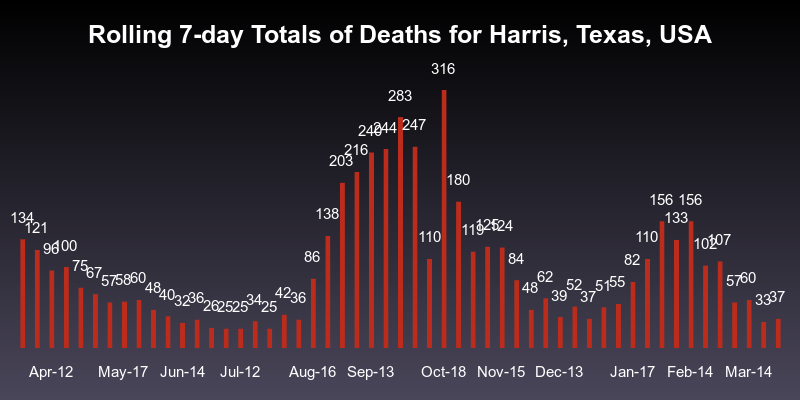 Rolling 7-day Totals of Deaths for Harris, Texas, USA
134 121 96 100 75 67 57 58 60 48 40 32 36 26 25 25 34 25 42 36 86 138 203 216 240 244 283 247 110 316 180 119 125 124 84 48 62 39 52 37 51 55 82 110 156 133 156 102 107 57 60 33 37
Apr-12 May-17 Jun-14 Jul-12 Aug-16 Sep-13 Oct-18 Nov-15 Dec-13 Jan-17 Feb-14 Mar-14